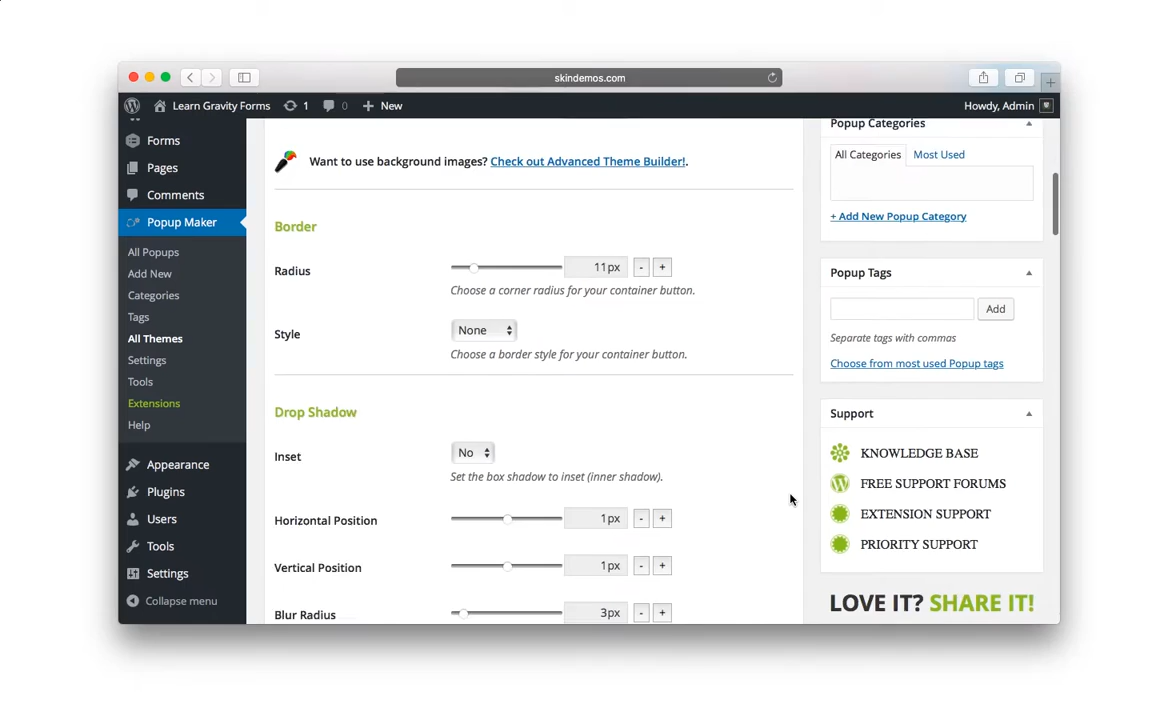 skindemos.com
Learn Gravity Forms 1 0 New Howdy, Admin
Forms
Pages
Comments
Popup Maker
All Popups
Add New
Categories
Tags
All Themes
Settings
Tools
Extensions
Help
Appearance
Plugins
Users
Tools
Settings
Collapse menu
Want to use background images? Check out Advanced Theme Builder!.
Border
Radius 11px - +
Choose a corner radius for your container button.
Style None
Choose a border style for your container button.
Drop Shadow
Inset No
Set the box shadow to inset (inner shadow).
Horizontal Position 1px - +
Vertical Position 1px - +
Blur Radius 3px - +
Popup Categories
All Categories Most Used
+ Add New Popup Category
Popup Tags
Add
Separate tags with commas
Choose from most used Popup tags
Support
KNOWLEDGE BASE
FREE SUPPORT FORUMS
EXTENSION SUPPORT
PRIORITY SUPPORT
LOVE IT? SHARE IT!